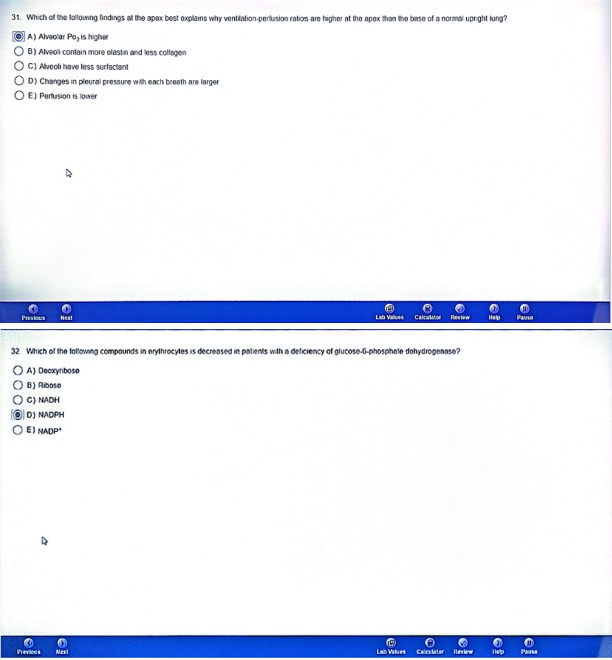 31. Which of the following findings at the apex best explains why ventilation-perfusion ratios are higher at the apex than the base of a normal upright lung?
A) Alveolar Po₂ is higher
B) Alveoli contain more elastin and less collagen
C) Alveoli have less surfactant
D) Changes in pleural pressure with each breath are larger
E) Perfusion is lower
Previous Next Lab Values Calculator Review Help Pause
32. Which of the following compounds in erythrocytes is decreased in patients with a deficiency of glucose-6-phosphate dehydrogenase?
A) Deoxyribose
B) Ribose
C) NADH
D) NADPH
E) NADP⁺
Previous Next Lab Values Calculator Review Help Pause